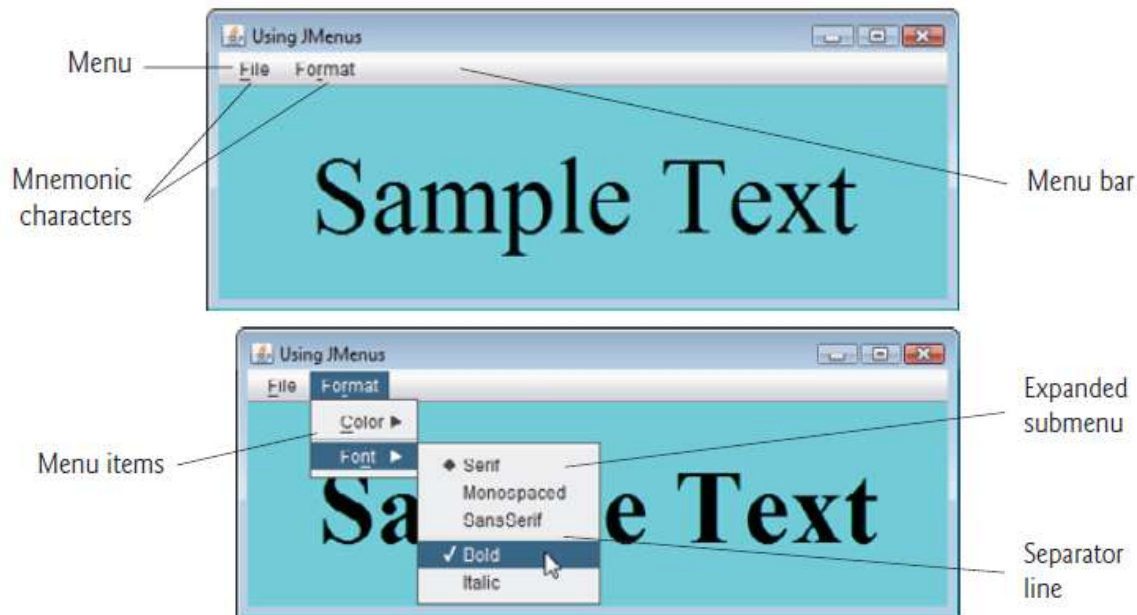 Using JMenus
Menu
File Format
Mnemonic
characters
Sample Text
Menu bar
Using JMenus
File Format
Color
Font
Menu items
Serif
Monospaced
SansSerif
Bold
Italic
Sa e Text
Expanded
submenu
Separator
line